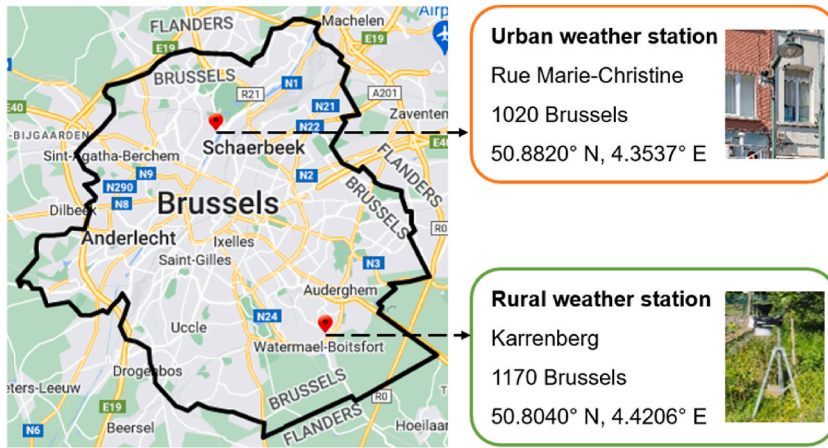 FLANDERS
Machelen
Airp
E19
E19
BRUSSELS
N1
R21
A201
N21
E40
Zaventem
-BIJGAARDEN
N22
Schaerbeek
E40
Sint-Agatha-Berchem
FLANDERS
N9
N2
N290
BRUSSELS
Brussels
Dilbeek
N8
R0
Anderlecht
Ixelles
Saint-Gilles
N3
Auderghem
N24
Uccle
Watermael-Boitsfort
Drogenbos
BRUSSELS
eters-Leeuw
E19
R0
FLANDERS
Beersel
Hoeilaar
N6
Urban weather station
Rue Marie-Christine
1020 Brussels
50.8820° N, 4.3537° E
Rural weather station
Karrenberg
1170 Brussels
50.8040° N, 4.4206° E